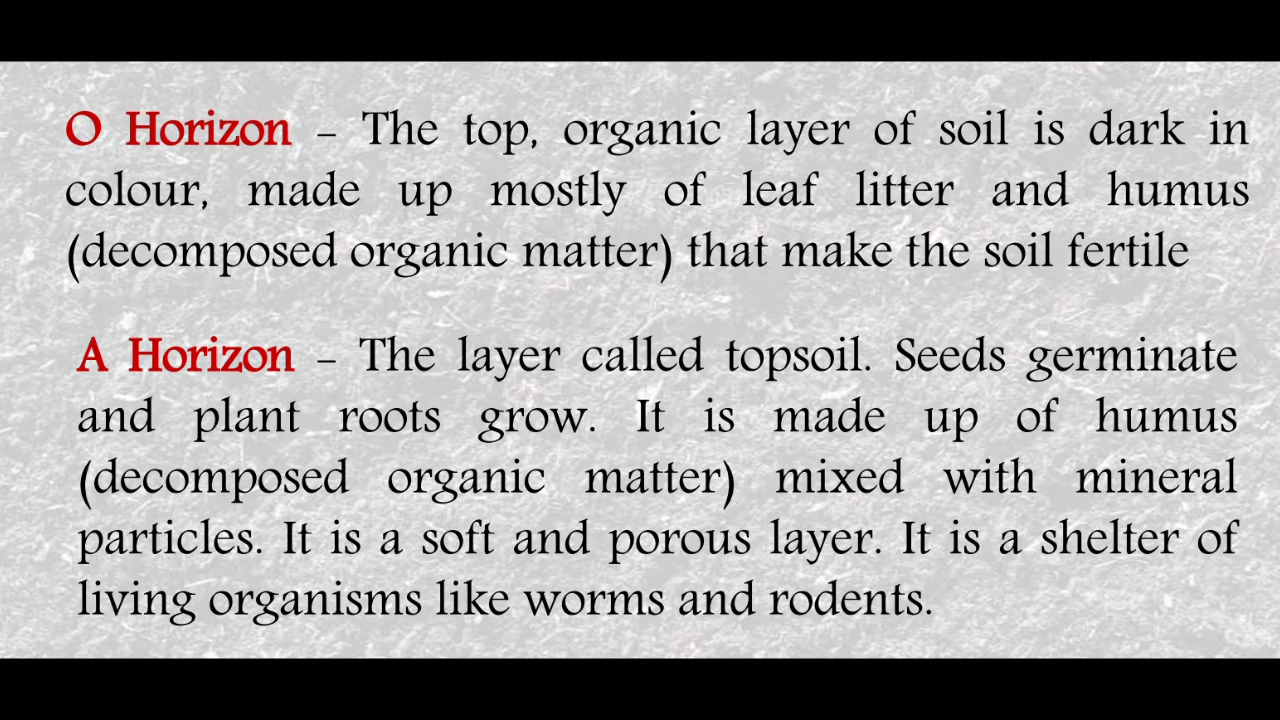 O Horizon – The top, organic layer of soil is dark in
colour, made up mostly of leaf litter and humus
(decomposed organic matter) that make the soil fertile
A Horizon – The layer called topsoil. Seeds germinate
and plant roots grow. It is made up of humus
(decomposed organic matter) mixed with mineral
particles. It is a soft and porous layer. It is a shelter of
living organisms like worms and rodents.